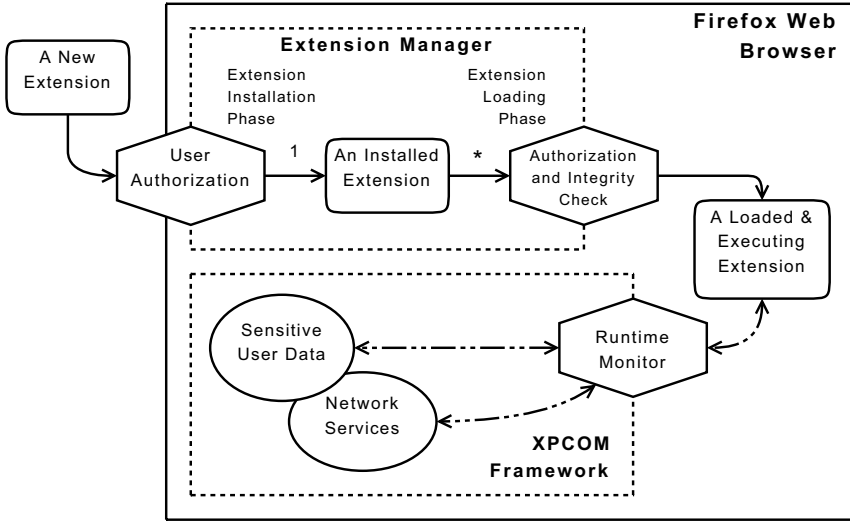 Firefox Web
Browser
Extension Manager
A New
Extension
Extension
Installation
Phase
Extension
Loading
Phase
User
Authorization
1
An Installed
Extension
*
Authorization
and Integrity
Check
A Loaded &
Executing
Extension
Sensitive
User Data
Runtime
Monitor
Network
Services
XPCOM
Framework